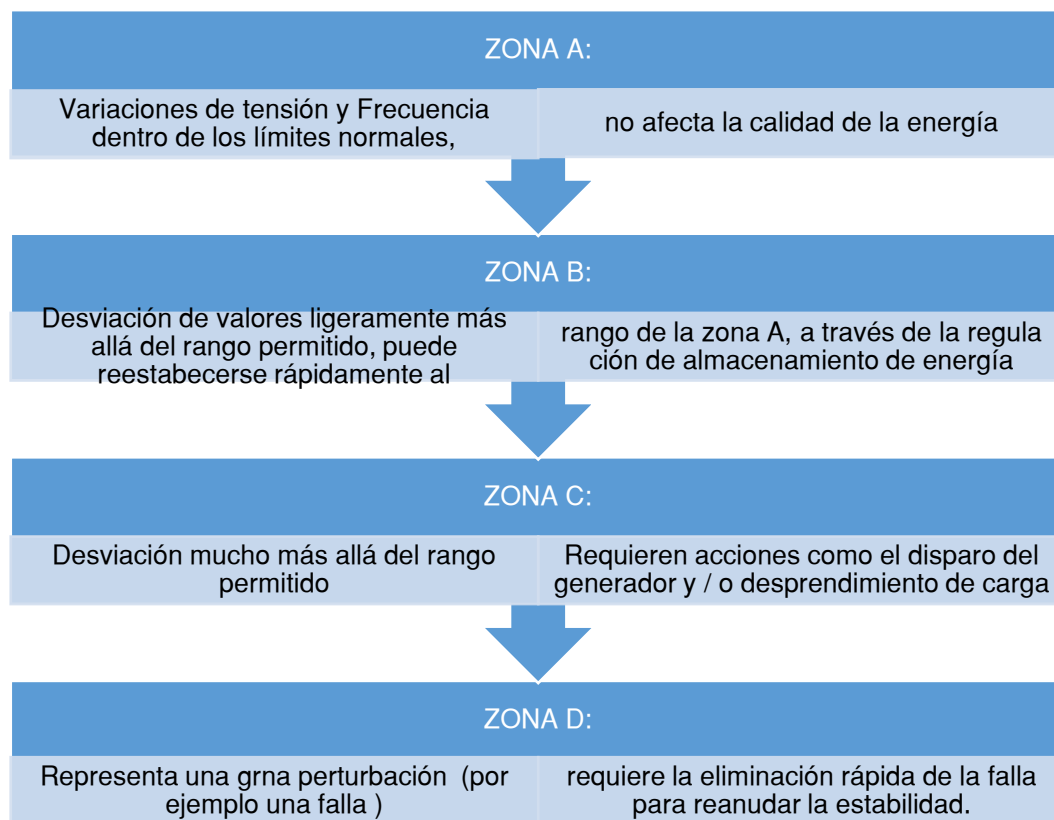 ZONA A:
Variaciones de tensión y Frecuencia
dentro de los límites normales,
no afecta la calidad de la energía
ZONA B:
Desviación de valores ligeramente más
allá del rango permitido, puede
reestabecerse rápidamente al
rango de la zona A, a través de la regula
ción de almacenamiento de energía
ZONA C:
Desviación mucho más allá del rango
permitido
Requieren acciones como el disparo del
generador y / o desprendimiento de carga
ZONA D:
Representa una grna perturbación (por
ejemplo una falla )
requiere la eliminación rápida de la falla
para reanudar la estabilidad.